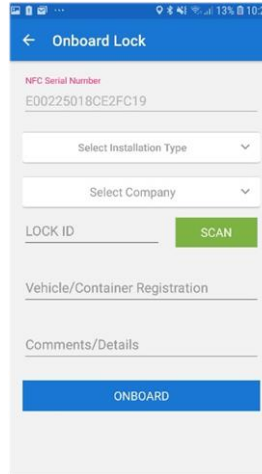 13% 10:2
Onboard Lock
NFC Serial Number
E00225018CE2FC19
Select Installation Type
Select Company
LOCK ID
SCAN
Vehicle/Container Registration
Comments/Details
ONBOARD